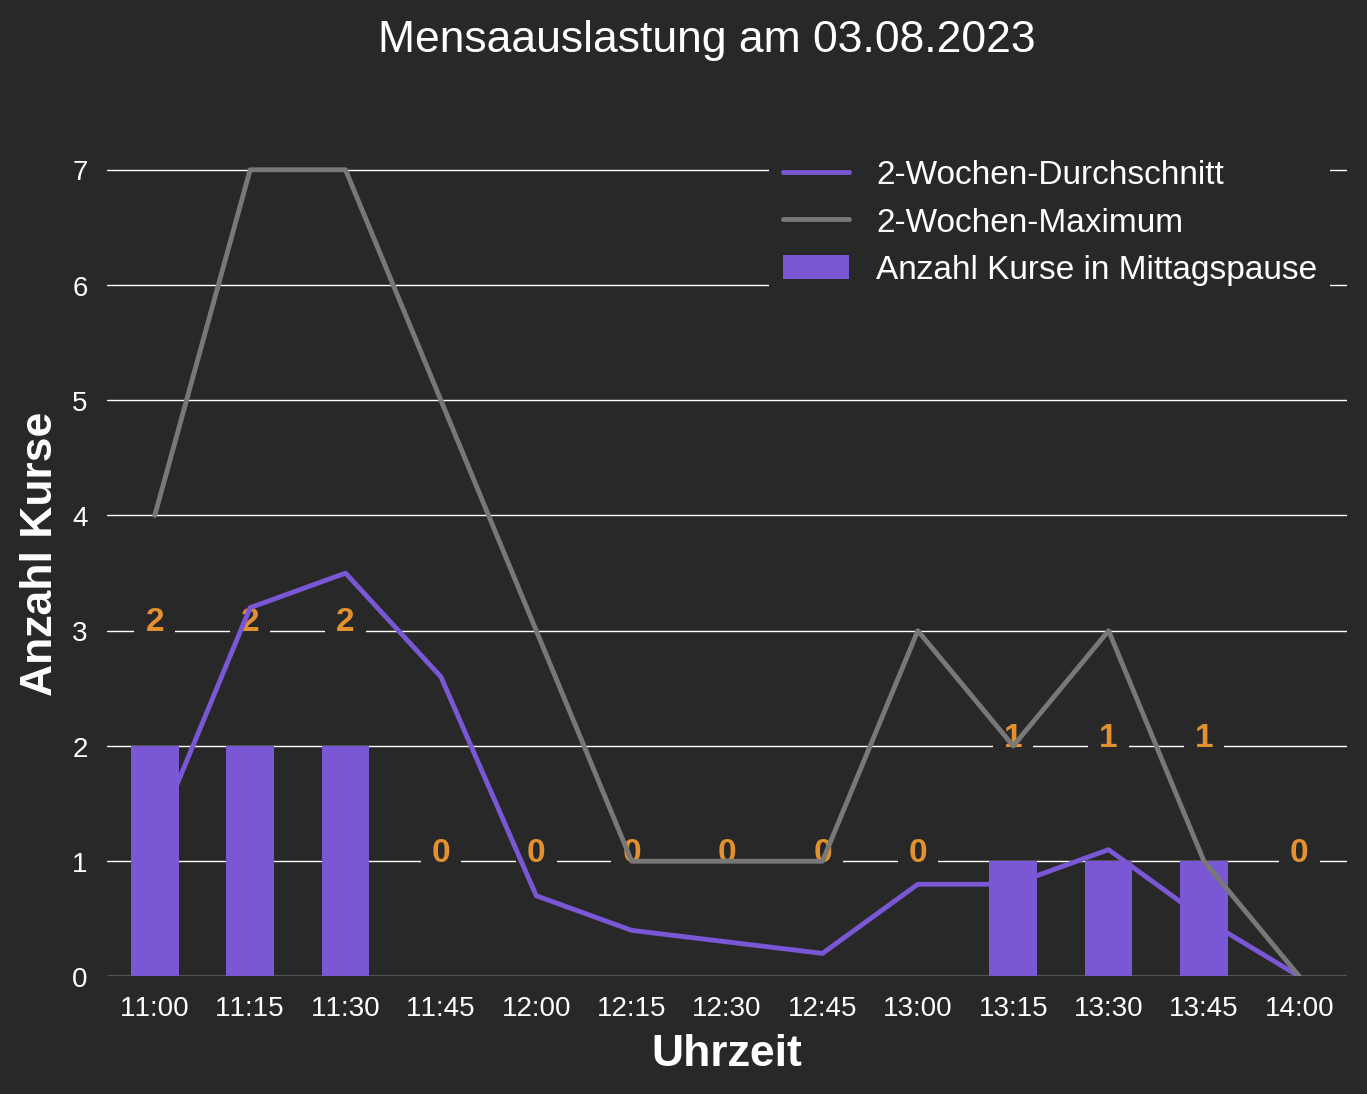 Mensaauslastung am 03.08.2023
2-Wochen-Durchschnitt
2-Wochen-Maximum
Anzahl Kurse in Mittagspause
Anzahl Kurse
7
6
5
4
3
2
1
0
2 2 2 0 0 0 0 0 0 1 1 1 0
11:00 11:15 11:30 11:45 12:00 12:15 12:30 12:45 13:00 13:15 13:30 13:45 14:00
Uhrzeit